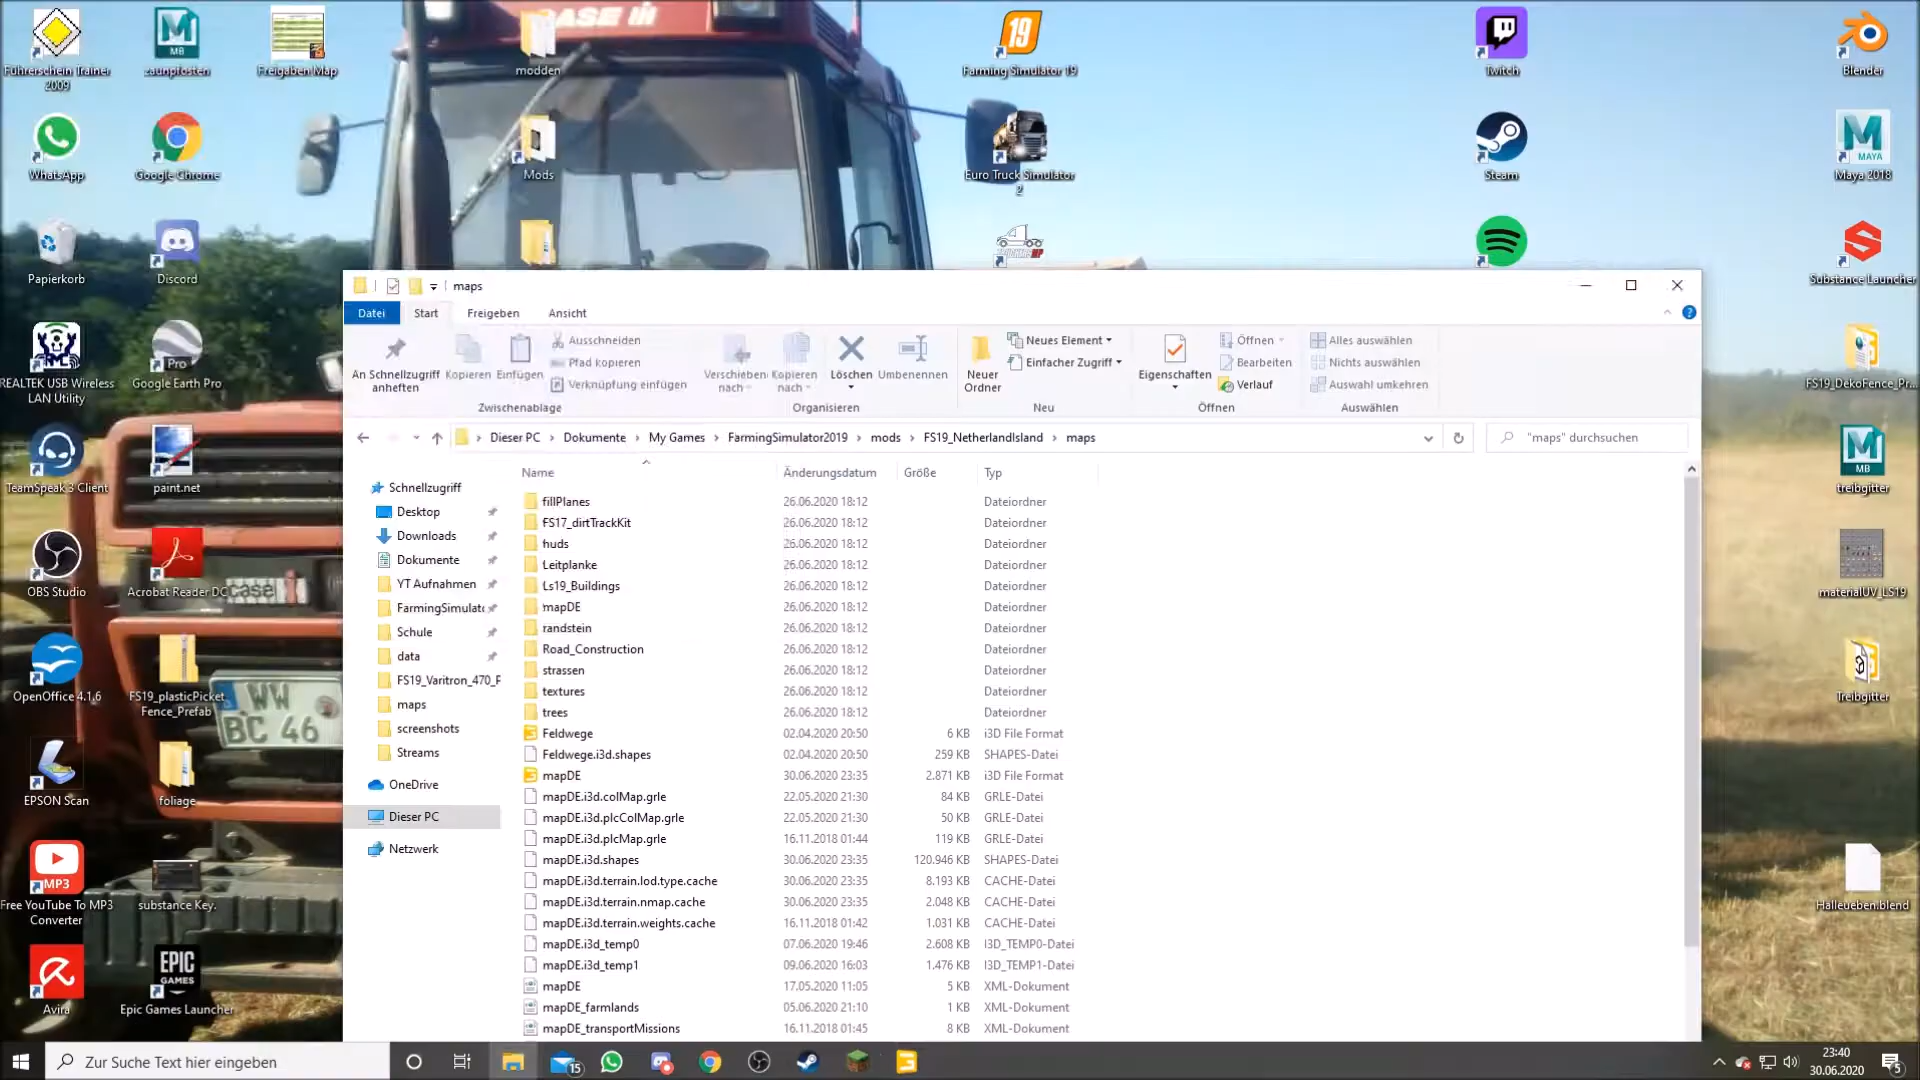 Führerschein Trainer
2009
zaunpfosten
Freigaben Map
modden
Farming Simulator 19
Twitch
Blender
WhatsApp
Google Chrome
Mods
Euro Truck Simulator
2
Steam
Maya 2018
Papierkorb
Discord
Substance Launcher
REALTEK USB Wireless
LAN Utility
Google Earth Pro
FS19_DekoFence_Pr...
TeamSpeak 3 Client
paint.net
treibgitter
OBS Studio
Acrobat Reader DC
materialUV_LS19
OpenOffice 4.1.6
FS19_plasticPicket
Fence_Prefab
Treibgitter
EPSON Scan
foliage
Free YouTube To MP3
Converter
substance Key.
Halleueben.blend
Avira
Epic Games Launcher
CASE IH
case
WW
BC 46
maps
Datei Start Freigeben Ansicht
An Schnellzugriff
anheften
Kopieren
Einfügen
Ausschneiden
Pfad kopieren
Verknüpfung einfügen
Zwischenablage
Verschieben
nach
Kopieren
nach
Löschen
Umbenennen
Organisieren
Neuer
Ordner
Neues Element
Einfacher Zugriff
Neu
Eigenschaften
Öffnen
Bearbeiten
Verlauf
Öffnen
Alles auswählen
Nichts auswählen
Auswahl umkehren
Auswählen
Dieser PC › Dokumente › My Games › FarmingSimulator2019 › mods › FS19_NetherlandIsland › maps
"maps" durchsuchen
Schnellzugriff
Desktop
Downloads
Dokumente
YT Aufnahmen
FarmingSimulato
Schule
data
FS19_Varitron_470_F
maps
screenshots
Streams
OneDrive
Dieser PC
Netzwerk
Name Änderungsdatum Größe Typ
fillPlanes 26.06.2020 18:12 Dateiordner
FS17_dirtTrackKit 26.06.2020 18:12 Dateiordner
huds 26.06.2020 18:12 Dateiordner
Leitplanke 26.06.2020 18:12 Dateiordner
Ls19_Buildings 26.06.2020 18:12 Dateiordner
mapDE 26.06.2020 18:12 Dateiordner
randstein 26.06.2020 18:12 Dateiordner
Road_Construction 26.06.2020 18:12 Dateiordner
strassen 26.06.2020 18:12 Dateiordner
textures 26.06.2020 18:12 Dateiordner
trees 26.06.2020 18:12 Dateiordner
Feldwege 02.04.2020 20:50 6 KB i3D File Format
Feldwege.i3d.shapes 02.04.2020 20:50 259 KB SHAPES-Datei
mapDE 30.06.2020 23:35 2.871 KB i3D File Format
mapDE.i3d.colMap.grle 22.05.2020 21:30 84 KB GRLE-Datei
mapDE.i3d.plcColMap.grle 22.05.2020 21:30 50 KB GRLE-Datei
mapDE.i3d.plcMap.grle 16.11.2018 01:44 119 KB GRLE-Datei
mapDE.i3d.shapes 30.06.2020 23:35 120.946 KB SHAPES-Datei
mapDE.i3d.terrain.lod.type.cache 30.06.2020 23:35 8.193 KB CACHE-Datei
mapDE.i3d.terrain.nmap.cache 30.06.2020 23:35 2.048 KB CACHE-Datei
mapDE.i3d.terrain.weights.cache 16.11.2018 01:42 1.031 KB CACHE-Datei
mapDE.i3d_temp0 07.06.2020 19:46 2.608 KB I3D_TEMP0-Datei
mapDE.i3d_temp1 09.06.2020 16:03 1.476 KB I3D_TEMP1-Datei
mapDE 17.05.2020 11:05 5 KB XML-Dokument
mapDE_farmlands 05.06.2020 21:10 1 KB XML-Dokument
mapDE_transportMissions 16.11.2018 01:45 8 KB XML-Dokument
Zur Suche Text hier eingeben
15
23:40
30.06.2020
5